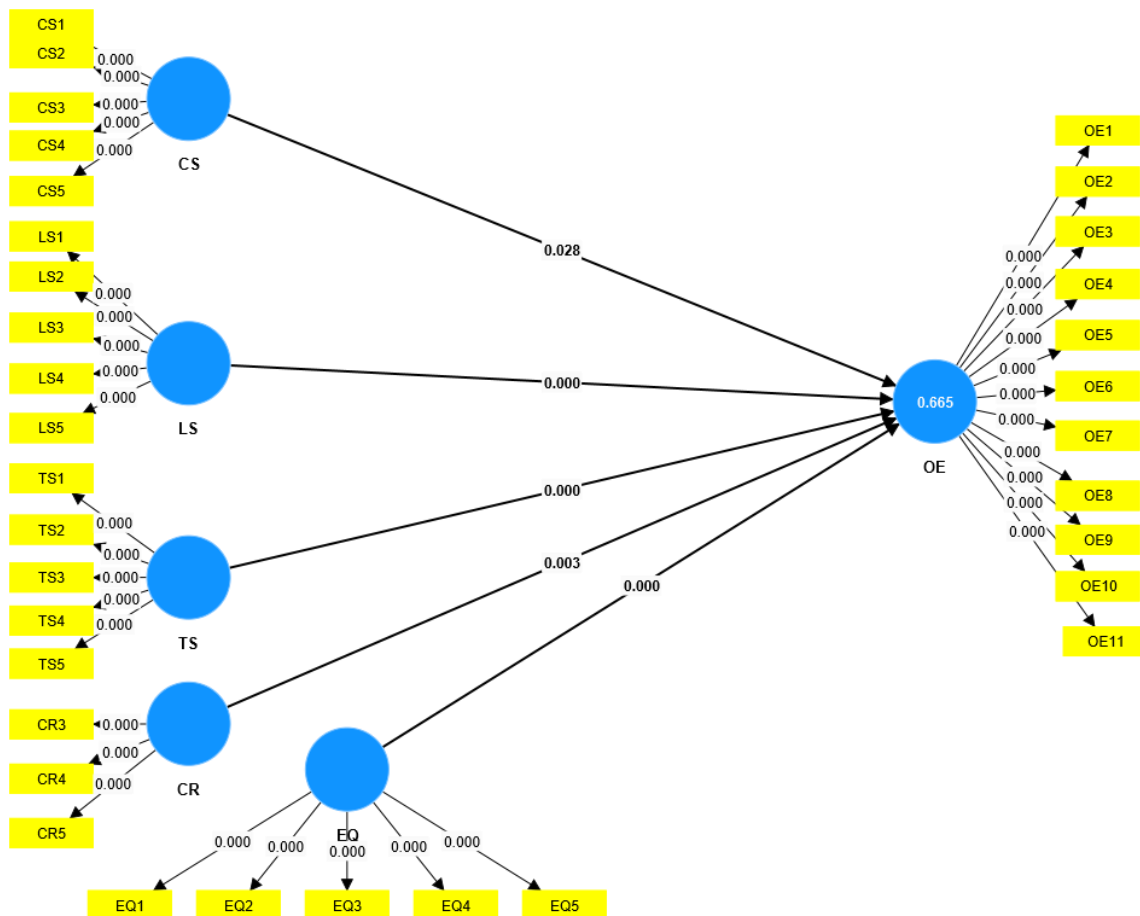 CS1
CS2
CS3
CS4
CS5
0.000
0.000
0.000
0.000
0.000
CS
LS1
LS2
LS3
LS4
LS5
0.000
0.000
0.000
0.000
0.000
LS
TS1
TS2
TS3
TS4
TS5
0.000
0.000
0.000
0.000
0.000
TS
CR3
CR4
CR5
0.000
0.000
0.000
CR
EQ
0.000
0.000
0.000
0.000
0.000
EQ1
EQ2
EQ3
EQ4
EQ5
0.028
0.000
0.000
0.003
0.000
0.665
OE
0.000
0.000
0.000
0.000
0.000
0.000
0.000
0.000
0.000
0.000
0.000
OE1
OE2
OE3
OE4
OE5
OE6
OE7
OE8
OE9
OE10
OE11